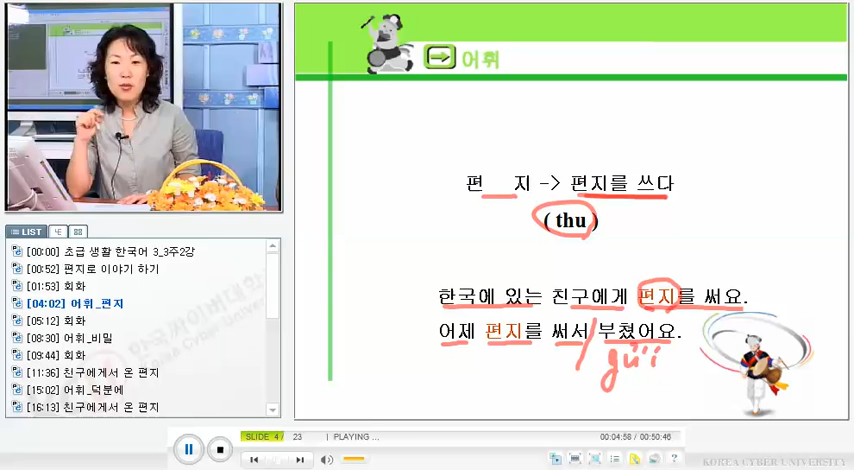 어휘
편 지 -> 편지를 쓰다
( thu )
한국에 있는 친구에게 편지를 써요.
어제 편지를 써서 부쳤어요.
gửi
LIST
[00:00] 초급 생활 한국어 3_3주2강
[00:52] 편지로 이야기 하기
[01:53] 회화
[04:02] 어휘_편지
[05:12] 회화
[08:30] 어휘_비밀
[09:44] 회화
[11:36] 친구에게서 온 편지
[15:02] 어휘_덕분에
[16:13] 친구에게서 온 편지
SLIDE 4 / 23 | PLAYING ... 00:04:58 / 00:50:46
KOREA CYBER UNIVERSITY